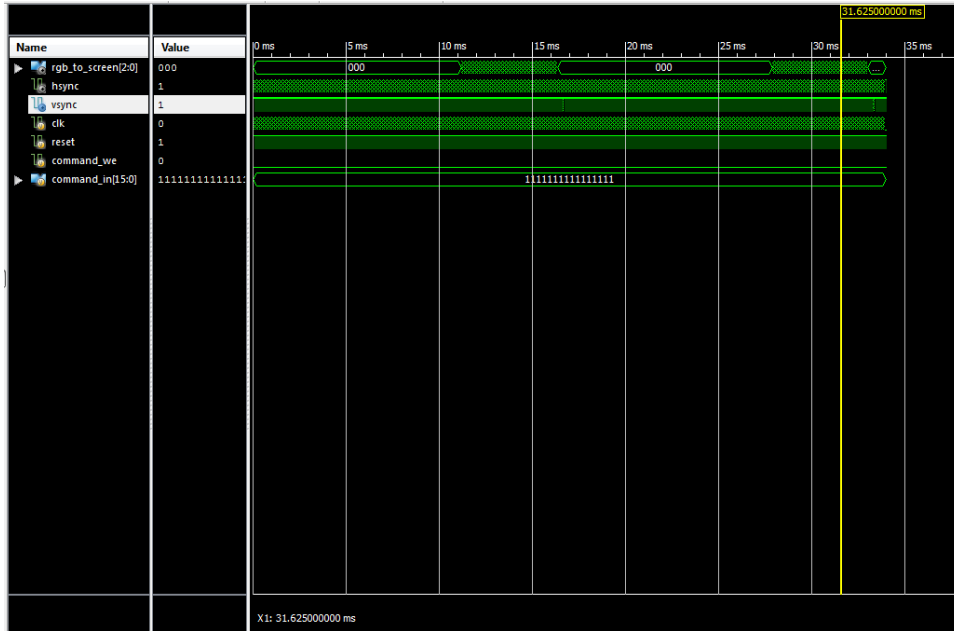 31.625000000 ms
Name Value 0 ms 5 ms 10 ms 15 ms 20 ms 25 ms 30 ms 35 ms
rgb_to_screen[2:0] 000 000 000 ...
hsync 1
vsync 1
clk 0
reset 1
command_we 0
command_in[15:0] 11111111111111: 1111111111111111
X1: 31.625000000 ms